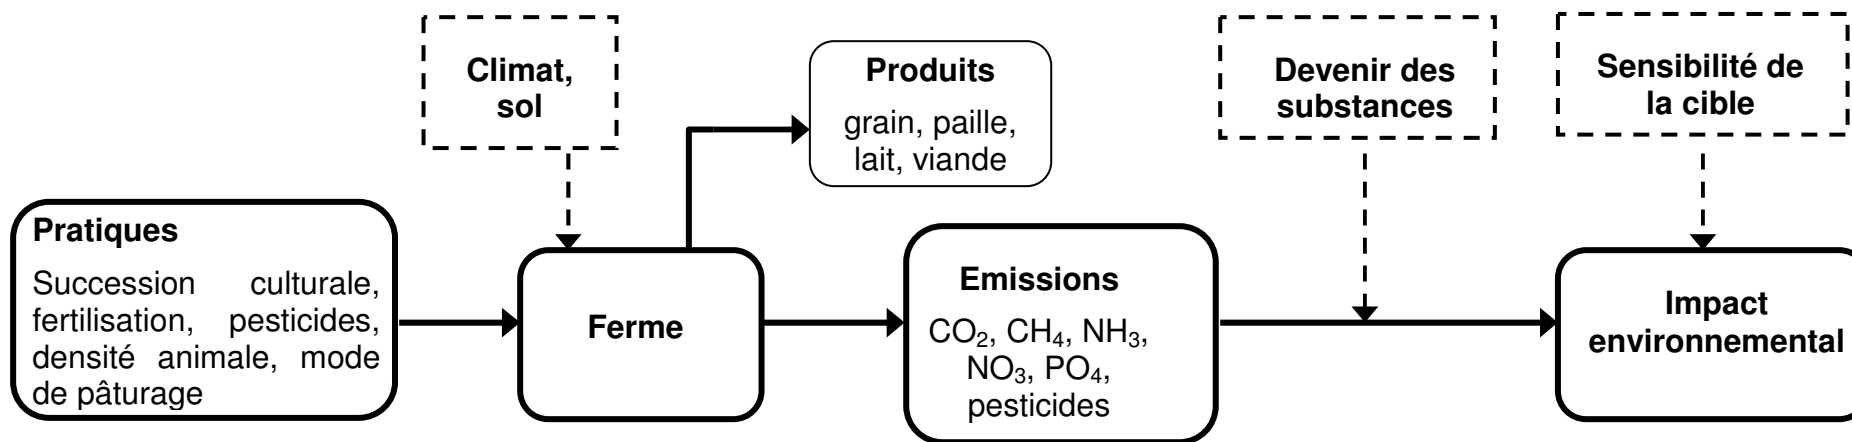 Climat,
sol
Produits
grain, paille,
lait, viande
Devenir des
substances
Sensibilité de
la cible
Pratiques
Succession culturale,
fertilisation, pesticides,
densité animale, mode
de pâturage
Ferme
Emissions
CO₂, CH₄, NH₃,
NO₃, PO₄,
pesticides
Impact
environnemental